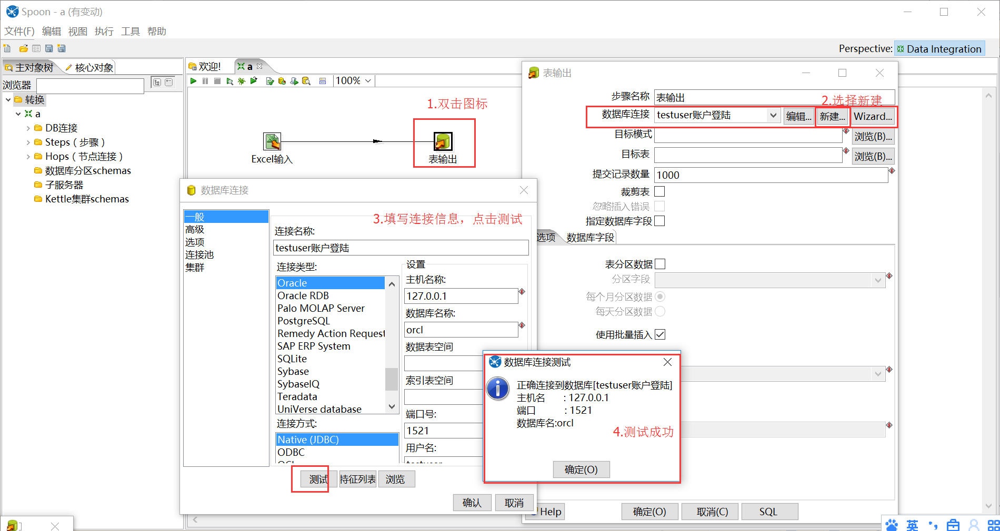 Spoon - a (有变动)
文件(F) 编辑 视图 执行 工具 帮助
Perspective: Data Integration
主对象树 核心对象
浏览器
转换
a
DB连接
Steps（步骤）
Hops（节点连接）
数据库分区schemas
子服务器
Kettle集群schemas
欢迎! a
100%
1.双击图标
Excel输入
表输出
表输出
步骤名称 表输出
2.选择新建
数据库连接 testuser账户登陆 编辑... 新建... Wizard...
目标模式 浏览(B)...
目标表 浏览(B)...
提交记录数量 1000
裁剪表
忽略插入错误
指定数据库字段
选项 数据库字段
表分区数据
分区字段
每个月分区数据
每天分区数据
使用批量插入
Help 确定(O) 取消(C) SQL
数据库连接
一般
高级
选项
连接池
集群
3.填写连接信息，点击测试
连接名称:
testuser账户登陆
连接类型:
Oracle
Oracle RDB
Palo MOLAP Server
PostgreSQL
Remedy Action Request
SAP ERP System
SQLite
Sybase
SybaseIQ
Teradata
UniVerse database
连接方式:
Native (JDBC)
ODBC
设置
主机名称:
127.0.0.1
数据库名称:
orcl
数据表空间
索引表空间
端口号:
1521
用户名:
测试 特征列表 浏览
确认 取消
数据库连接测试
正确连接到数据库[testuser账户登陆]
主机名 : 127.0.0.1
端口 : 1521
数据库名:orcl
4.测试成功
确定(O)
英